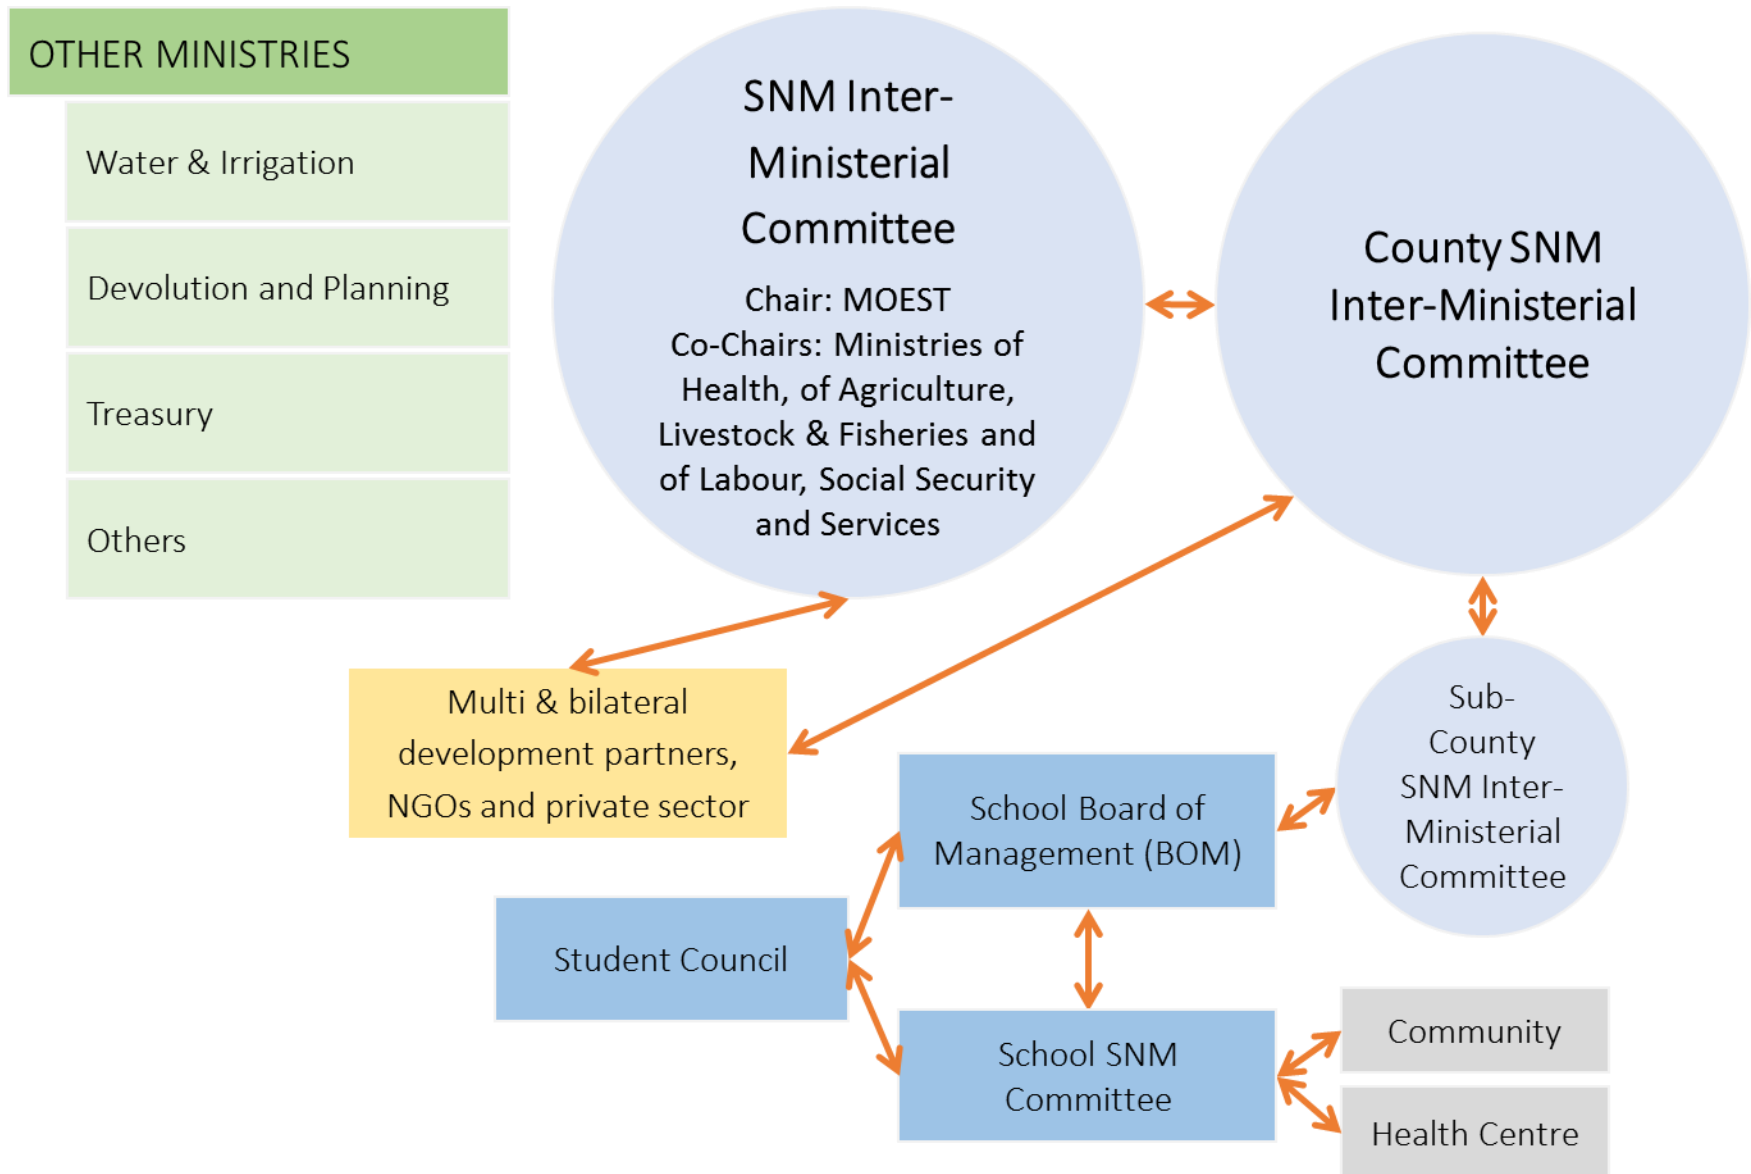 OTHER MINISTRIES
Water & Irrigation
Devolution and Planning
Treasury
Others
SNM Inter-
Ministerial
Committee
Chair: MOEST
Co-Chairs: Ministries of
Health, of Agriculture,
Livestock & Fisheries and
of Labour, Social Security
and Services
County SNM
Inter-Ministerial
Committee
Multi & bilateral
development partners,
NGOs and private sector
Sub-
County
SNM Inter-
Ministerial
Committee
School Board of
Management (BOM)
Student Council
School SNM
Committee
Community
Health Centre